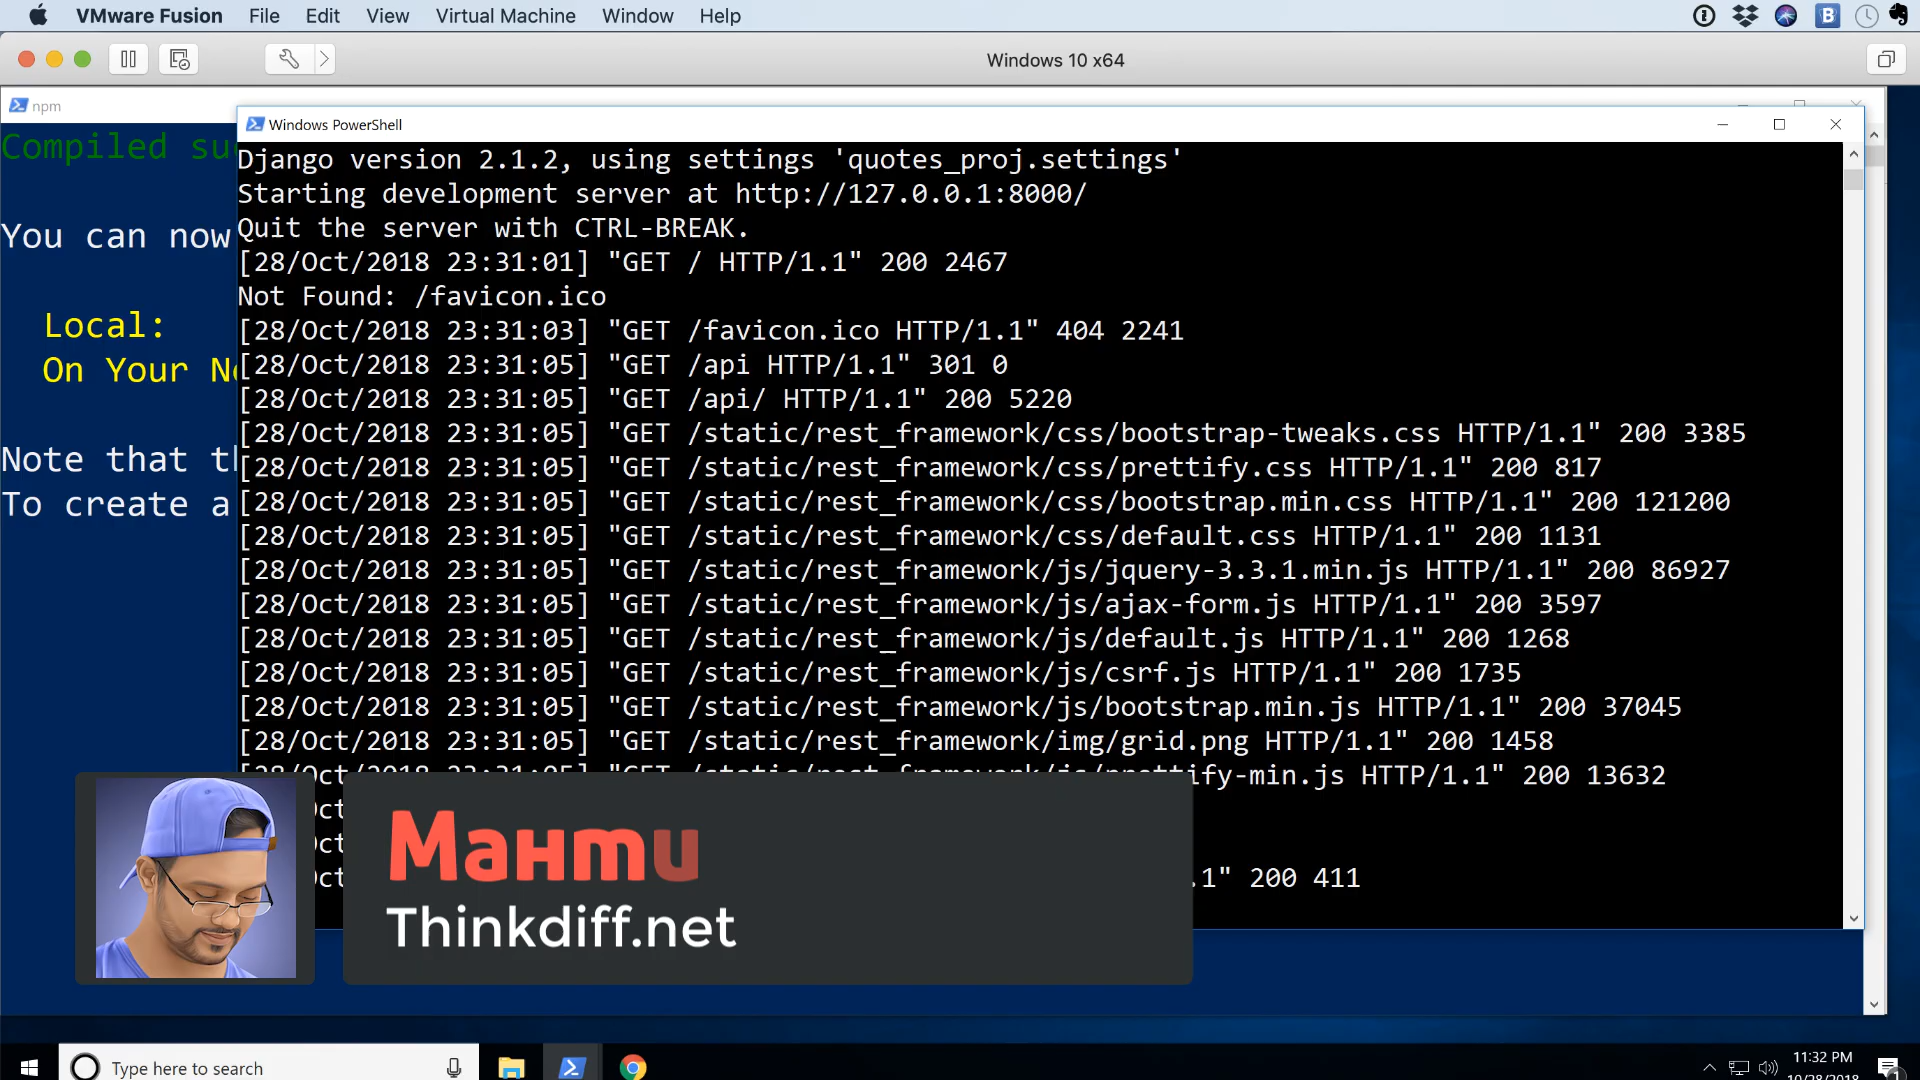 VMware Fusion File Edit View Virtual Machine Window Help
Windows 10 x64
npm
Windows PowerShell
Compiled su
You can now
Local:
On Your N
Note that th
To create a
Django version 2.1.2, using settings 'quotes_proj.settings'
Starting development server at http://127.0.0.1:8000/
Quit the server with CTRL-BREAK.
[28/Oct/2018 23:31:01] "GET / HTTP/1.1" 200 2467
Not Found: /favicon.ico
[28/Oct/2018 23:31:03] "GET /favicon.ico HTTP/1.1" 404 2241
[28/Oct/2018 23:31:05] "GET /api HTTP/1.1" 301 0
[28/Oct/2018 23:31:05] "GET /api/ HTTP/1.1" 200 5220
[28/Oct/2018 23:31:05] "GET /static/rest_framework/css/bootstrap-tweaks.css HTTP/1.1" 200 3385
[28/Oct/2018 23:31:05] "GET /static/rest_framework/css/prettify.css HTTP/1.1" 200 817
[28/Oct/2018 23:31:05] "GET /static/rest_framework/css/bootstrap.min.css HTTP/1.1" 200 121200
[28/Oct/2018 23:31:05] "GET /static/rest_framework/css/default.css HTTP/1.1" 200 1131
[28/Oct/2018 23:31:05] "GET /static/rest_framework/js/jquery-3.3.1.min.js HTTP/1.1" 200 86927
[28/Oct/2018 23:31:05] "GET /static/rest_framework/js/ajax-form.js HTTP/1.1" 200 3597
[28/Oct/2018 23:31:05] "GET /static/rest_framework/js/default.js HTTP/1.1" 200 1268
[28/Oct/2018 23:31:05] "GET /static/rest_framework/js/csrf.js HTTP/1.1" 200 1735
[28/Oct/2018 23:31:05] "GET /static/rest_framework/js/bootstrap.min.js HTTP/1.1" 200 37045
[28/Oct/2018 23:31:05] "GET /static/rest_framework/img/grid.png HTTP/1.1" 200 1458
[28/Oct/2018 23:31:05] "GET /static/rest_framework/js/prettify-min.js HTTP/1.1" 200 13632
Oct
Oct
Oct .1" 200 411
Манти
Thinkdiff.net
Type here to search
11:32 PM
10/28/2018